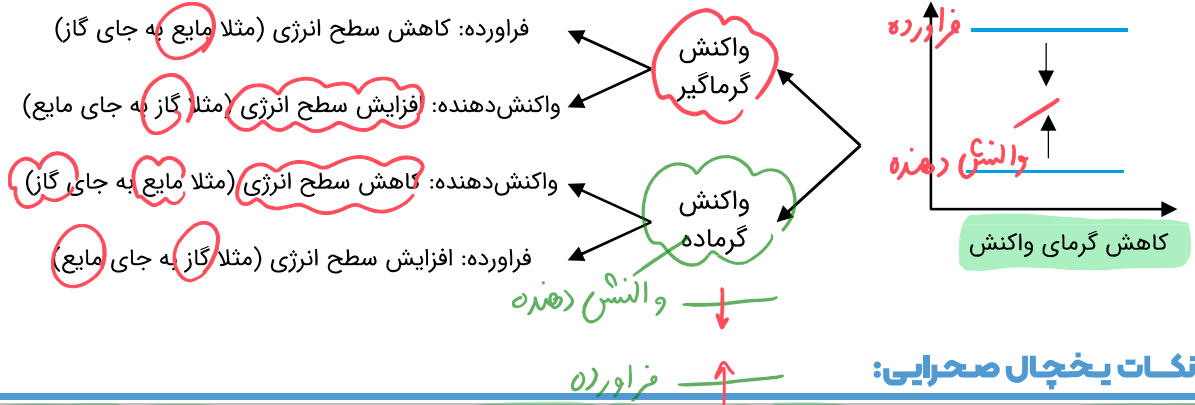 فراورده
واکنش دهنده
کاهش گرمای واکنش
واکنش
گرماگیر
فراورده: کاهش سطح انرژی (مثلا مایع به جای گاز)
واکنش‌دهنده: افزایش سطح انرژی (مثلا گاز به جای مایع)
واکنش
گرماده
واکنش‌دهنده: کاهش سطح انرژی (مثلا مایع به جای گاز)
فراورده: افزایش سطح انرژی (مثلا گاز به جای مایع)
واکنش دهنده
فراورده
نکات یخچال صحرایی: